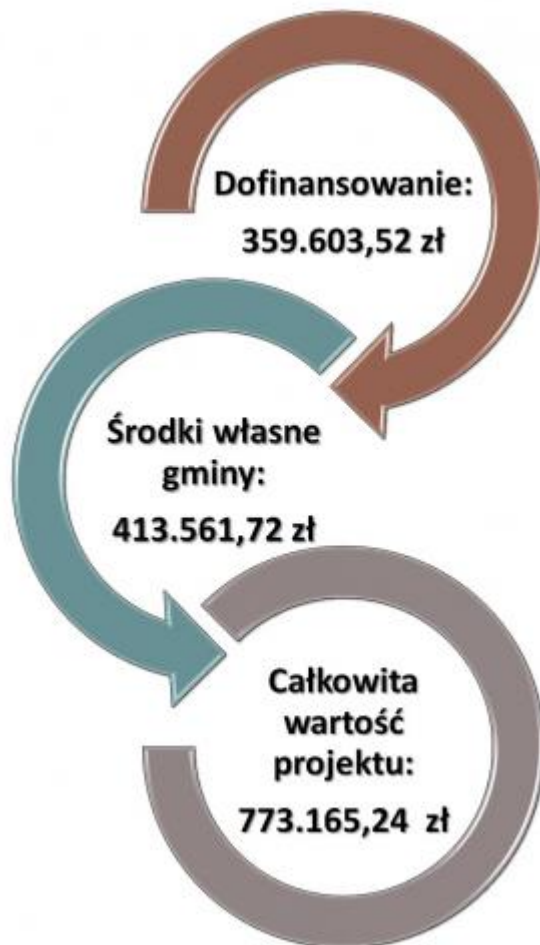 Dofinansowanie:
359.603,52 zł
Środki własne
gminy:
413.561,72 zł
Całkowita
wartość
projektu:
773.165,24 zł